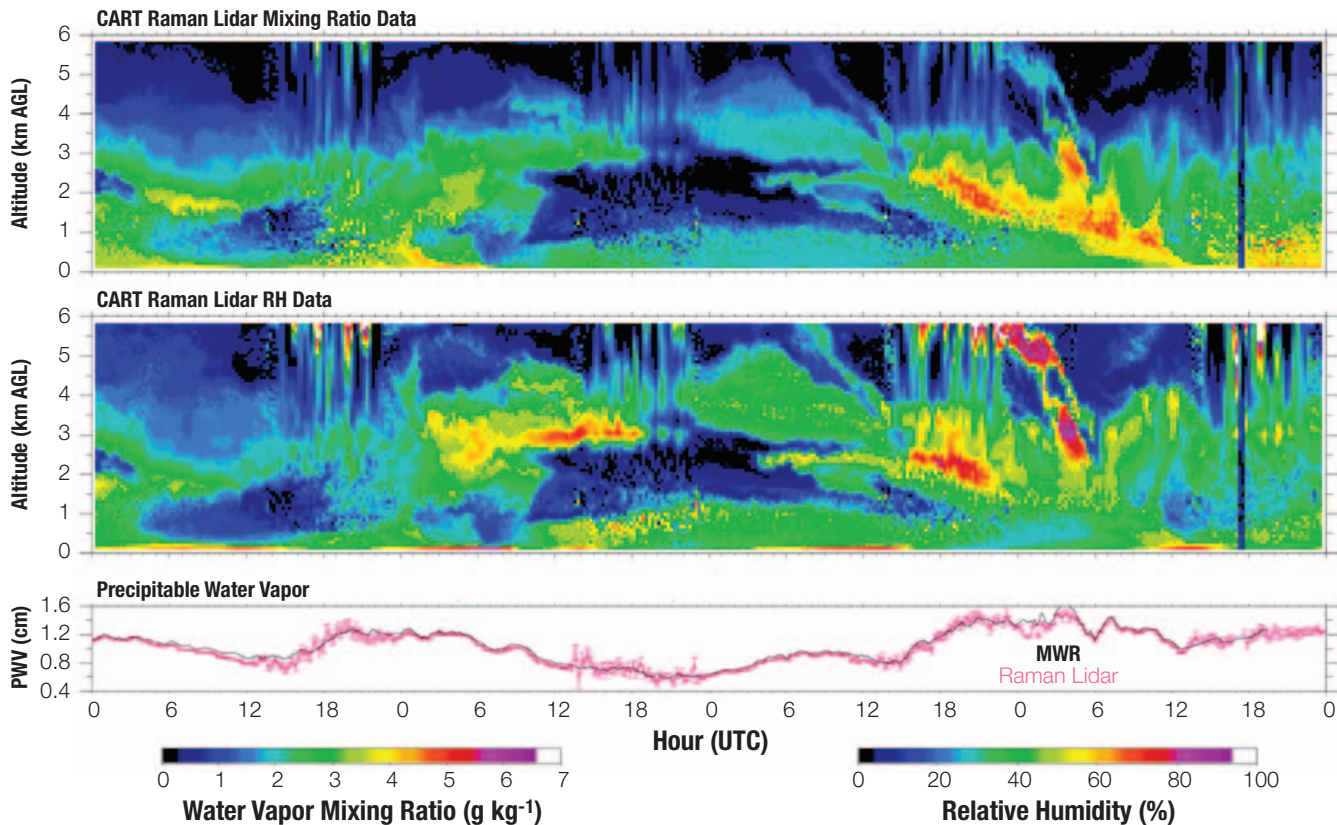 CART Raman Lidar Mixing Ratio Data
6
5
4
3
2
1
0
Altitude (km AGL)
CART Raman Lidar RH Data
6
5
4
3
2
1
0
Altitude (km AGL)
Precipitable Water Vapor
1.6
1.2
0.8
0.4
PWV (cm)
MWR
Raman Lidar
0 6 12 18 0 6 12 18 0 6 12 18 0 6 12 18 0
Hour (UTC)
0 1 2 3 4 5 6 7
Water Vapor Mixing Ratio (g kg-1)
0 20 40 60 80 100
Relative Humidity (%)